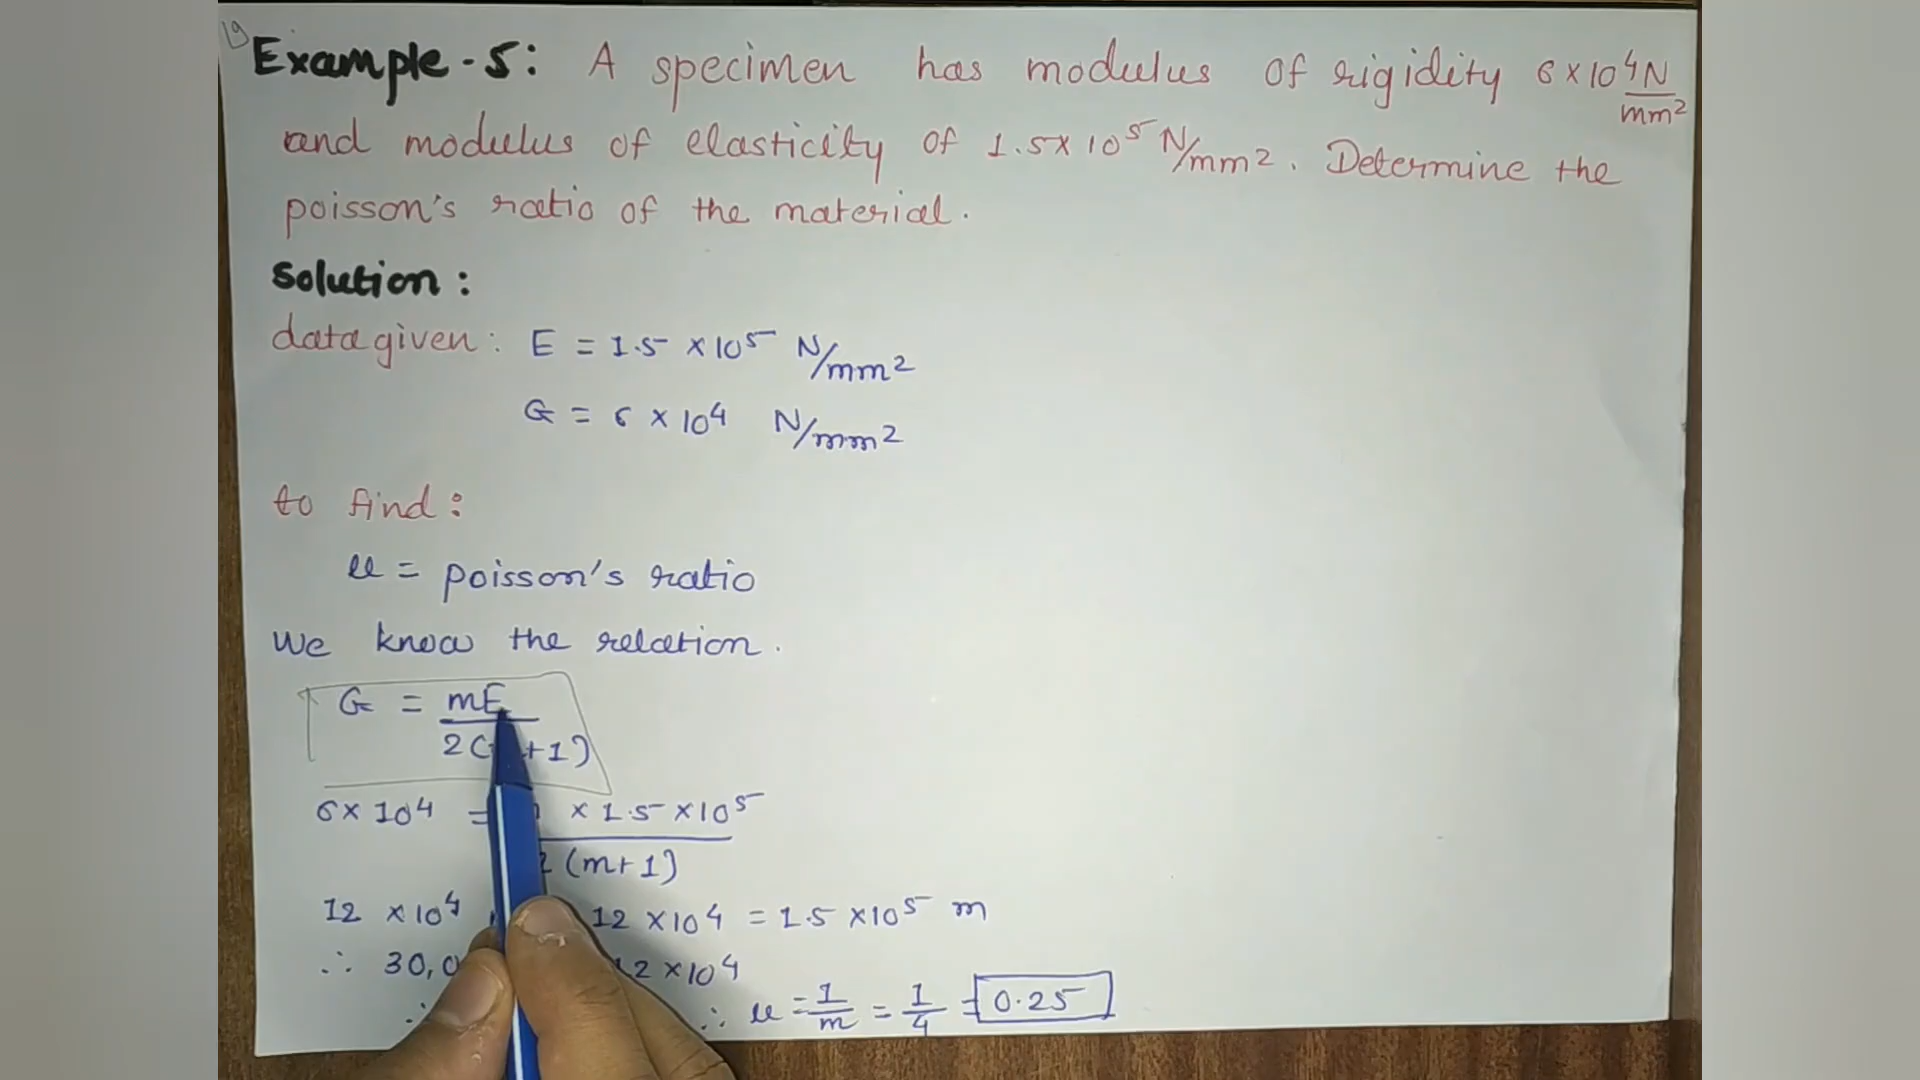 Example-5: A specimen has modulus of rigidity 6 × 10⁴ N/mm²
and modulus of elasticity of 1.5 × 10⁵ N/mm². Determine the
poisson's ratio of the material.
Solution:
data given: E = 1.5 × 10⁵ N/mm²
G = 6 × 10⁴ N/mm²
to find:
μ = poisson's ratio
We know the relation.
G = mE
2( +1)
6 × 10⁴ = × 1.5 × 10⁵
2 (m+1)
12 × 10⁴ 12 × 10⁴ = 1.5 × 10⁵ m
∴ 30,0 12 × 10⁴
∴ ∴ μ = 1/m = 1/4 = 0.25